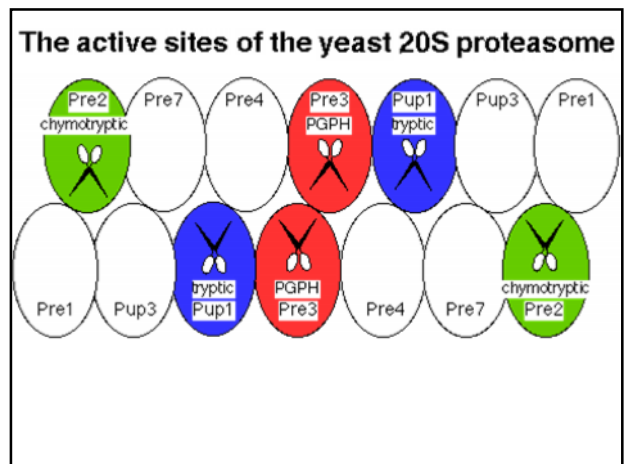 The active sites of the yeast 20S proteasome
Pre2 Pre7 Pre4 Pre3 Pup1 Pup3 Pre1
chymotryptic PGPH tryptic
tryptic PGPH chymotryptic
Pre1 Pup3 Pup1 Pre3 Pre4 Pre7 Pre2